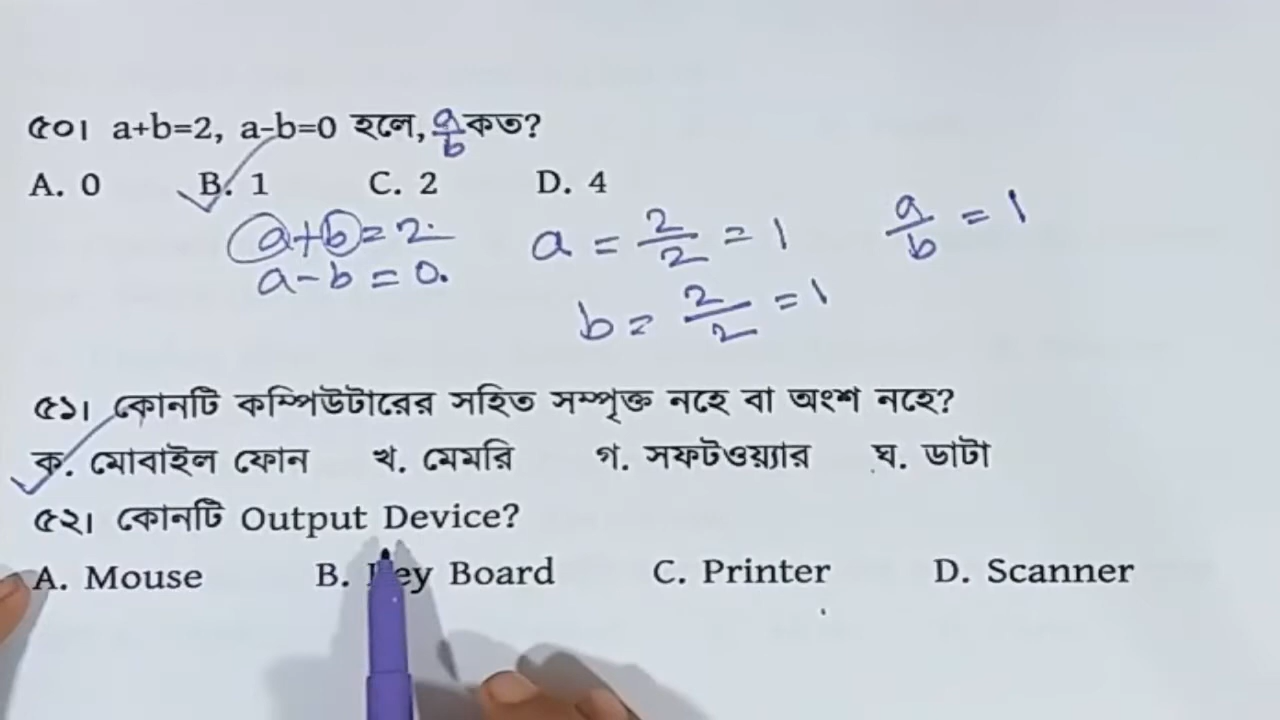 ৫০। a+b=2, a-b=0 হলে, a/b কত?
A. 0 B. 1 C. 2 D. 4
a+b=2. a = 2/2 = 1 a/b = 1
a-b = 0. b = 2/2 = 1
৫১। কোনটি কম্পিউটারের সহিত সম্পৃক্ত নহে বা অংশ নহে?
ক. মোবাইল ফোন খ. মেমরি গ. সফটওয়্যার ঘ. ডাটা
৫২। কোনটি Output Device?
A. Mouse B. Key Board C. Printer D. Scanner